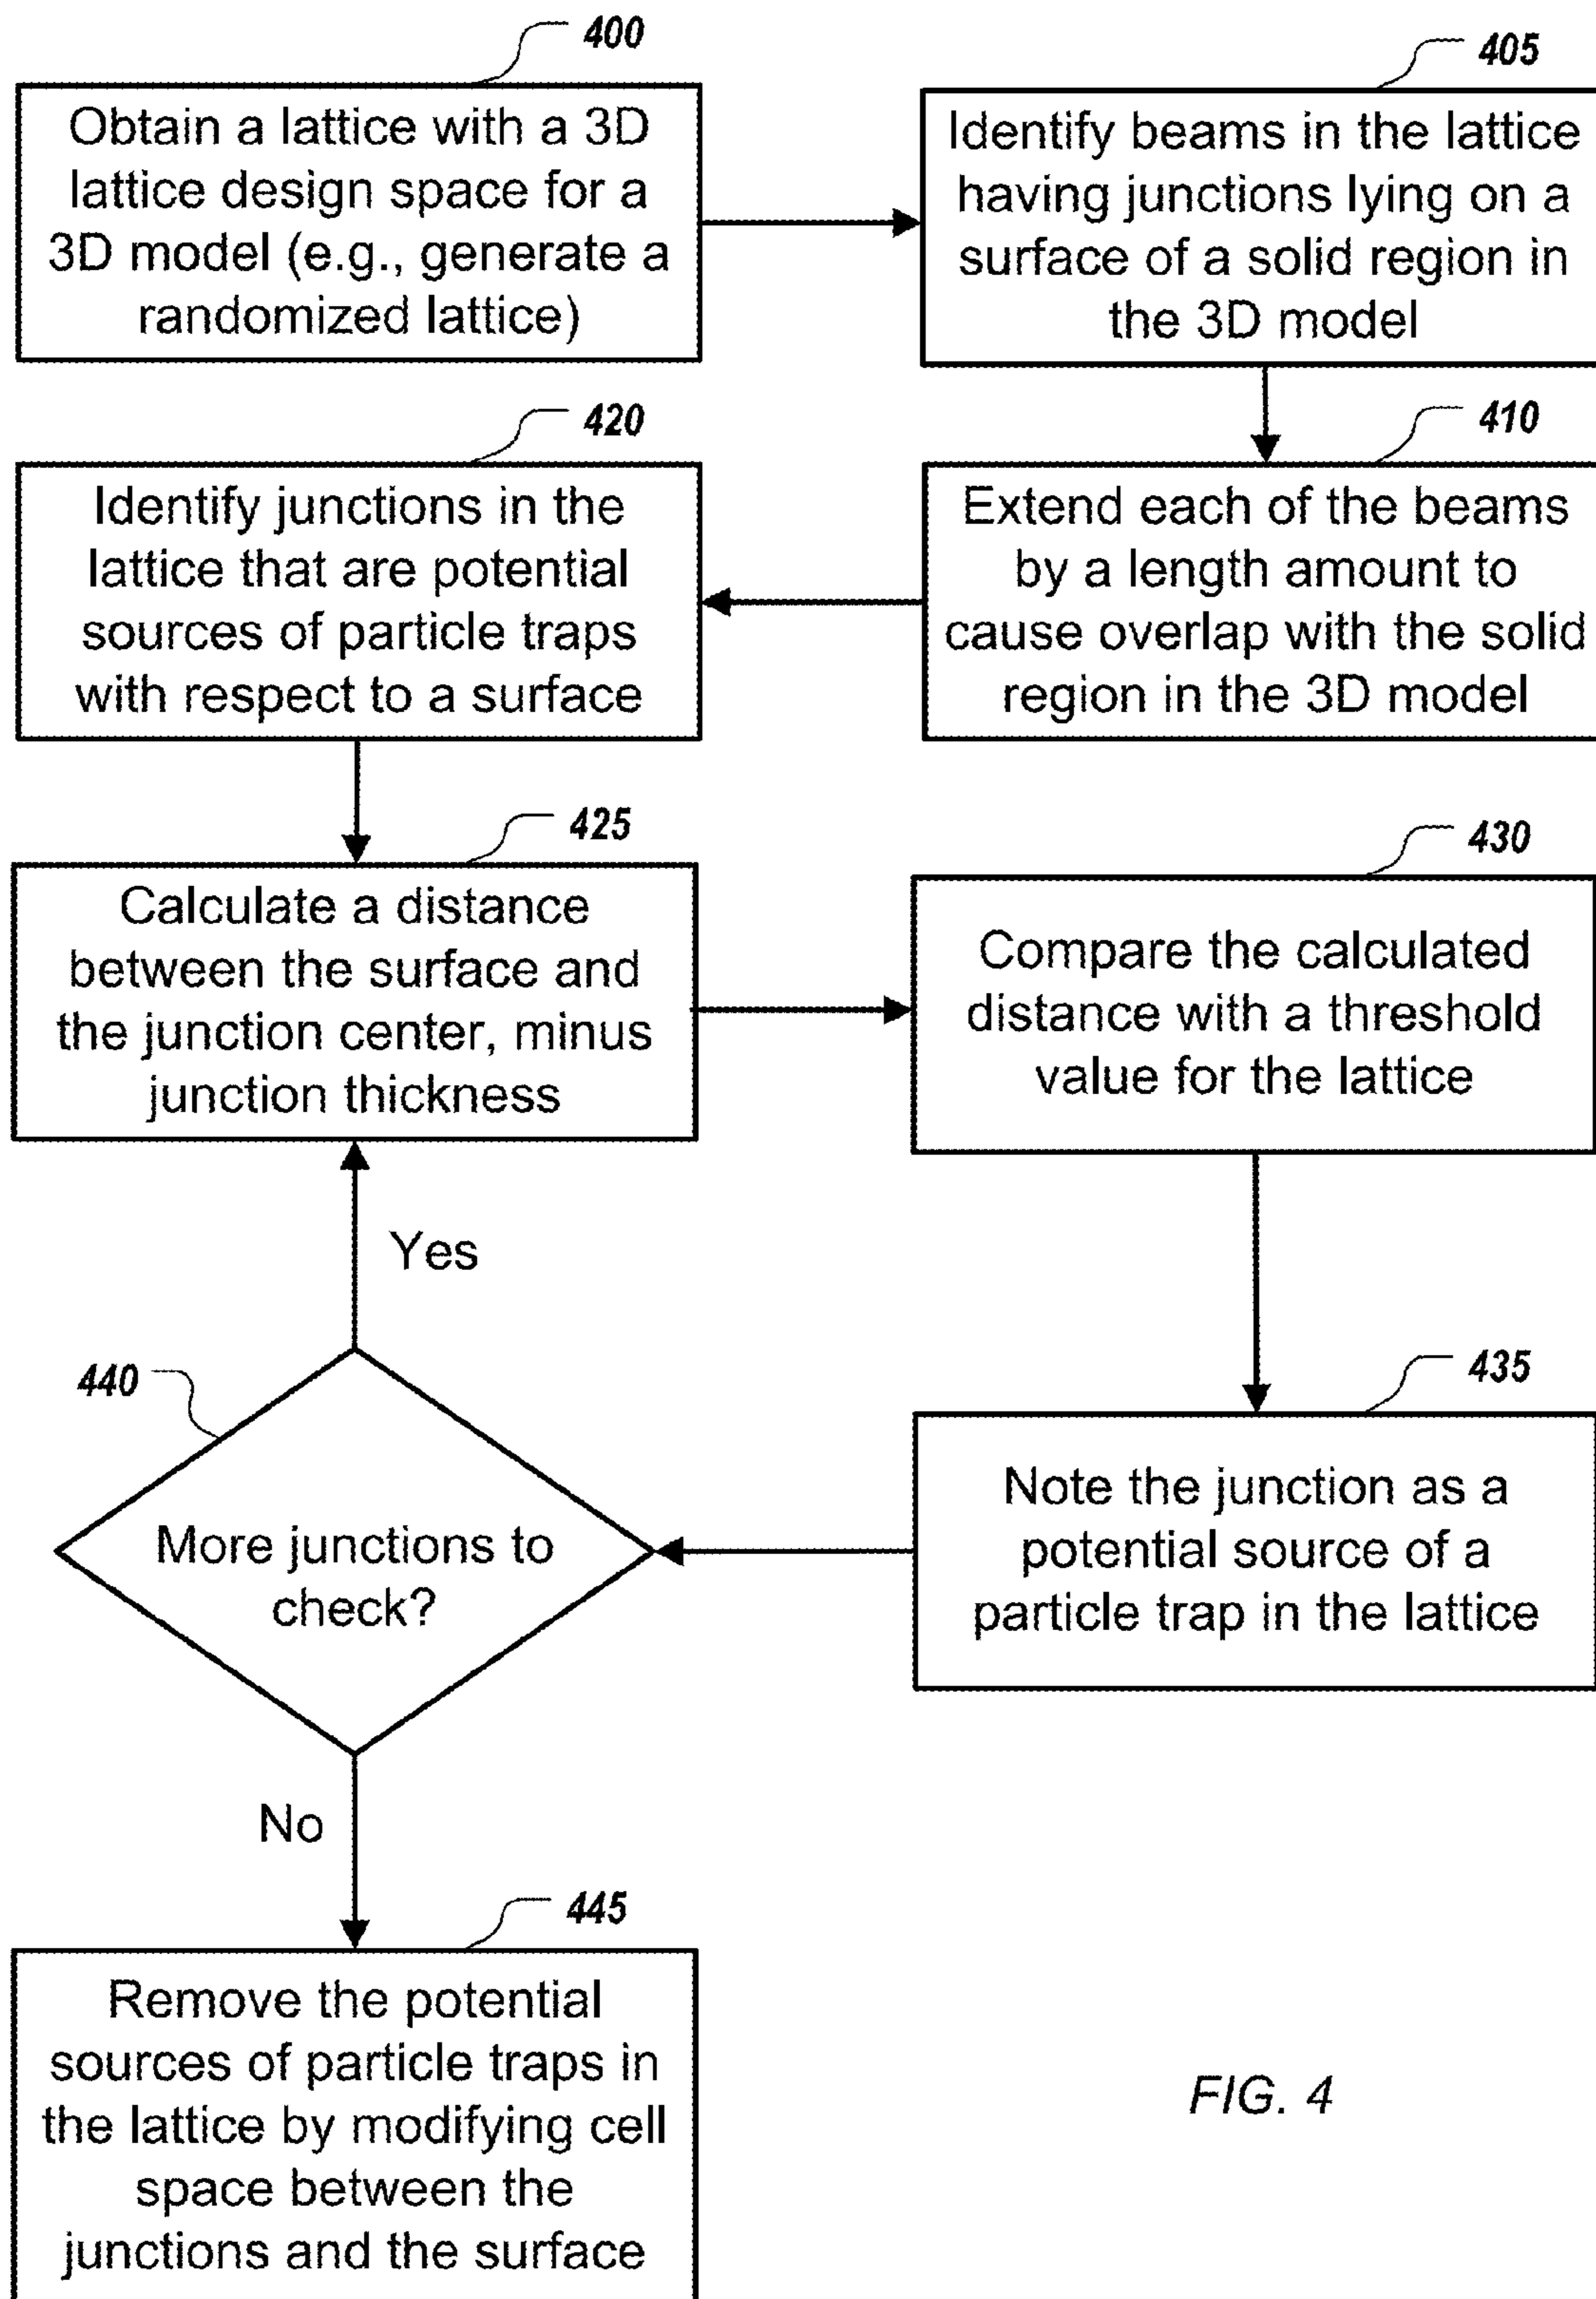 400
Obtain a lattice with a 3D
lattice design space for a
3D model (e.g., generate a
randomized lattice)
405
Identify beams in the lattice
having junctions lying on a
surface of a solid region in
the 3D model
410
Extend each of the beams
by a length amount to
cause overlap with the solid
region in the 3D model
420
Identify junctions in the
lattice that are potential
sources of particle traps
with respect to a surface
425
Calculate a distance
between the surface and
the junction center, minus
junction thickness
430
Compare the calculated
distance with a threshold
value for the lattice
435
Note the junction as a
potential source of a
particle trap in the lattice
440
More junctions to
check?
Yes
No
445
Remove the potential
sources of particle traps in
the lattice by modifying cell
space between the
junctions and the surface
FIG. 4